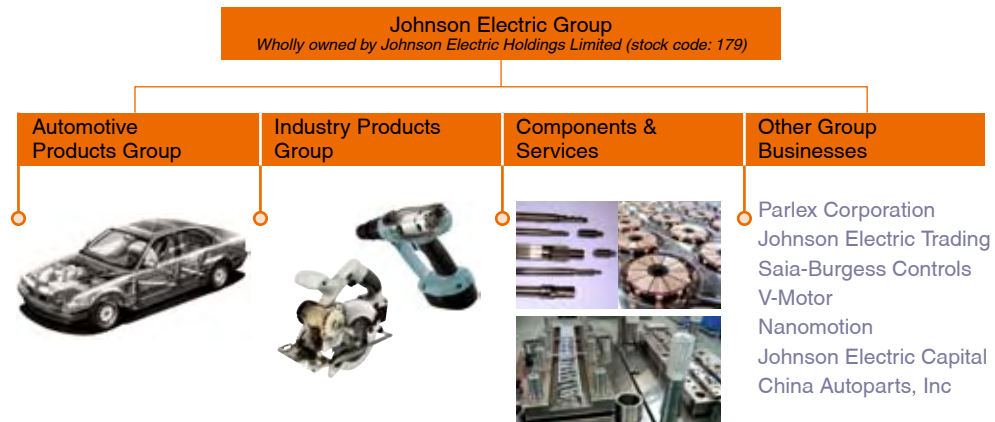 Johnson Electric Group
Wholly owned by Johnson Electric Holdings Limited (stock code: 179)
Automotive
Products Group
Industry Products
Group
Components &
Services
Other Group
Businesses
Parlex Corporation
Johnson Electric Trading
Saia-Burgess Controls
V-Motor
Nanomotion
Johnson Electric Capital
China Autoparts, Inc